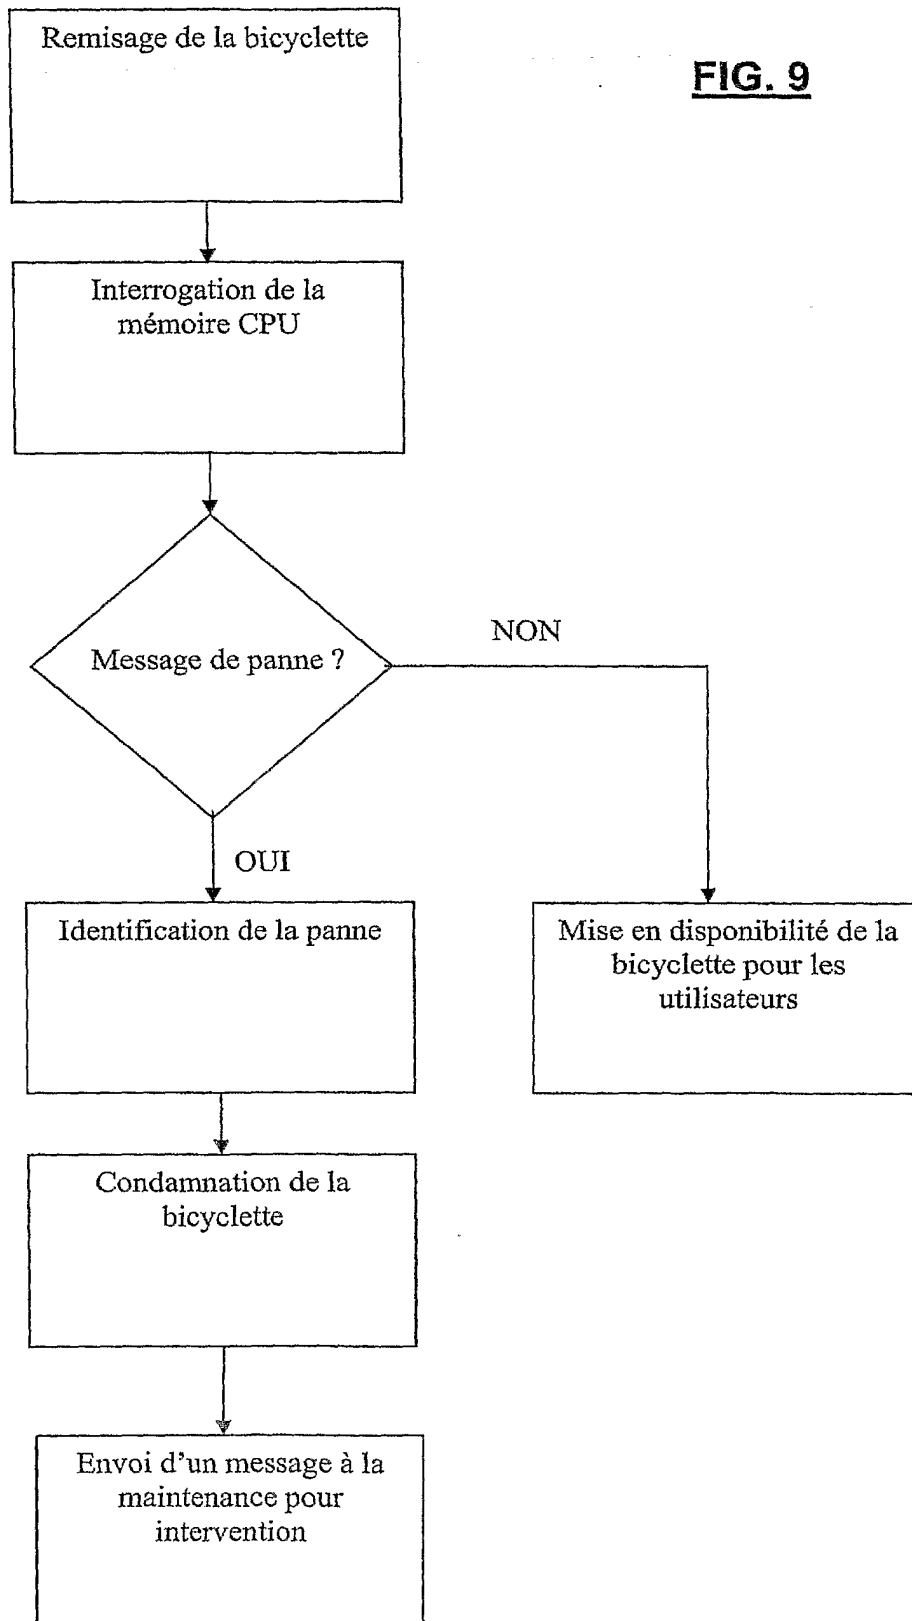 Remisage de la bicyclette
FIG. 9
Interrogation de la
mémoire CPU
Message de panne ?
NON
OUI
Identification de la panne
Mise en disponibilité de la
bicyclette pour les
utilisateurs
Condamnation de la
bicyclette
Envoi d'un message à la
maintenance pour
intervention